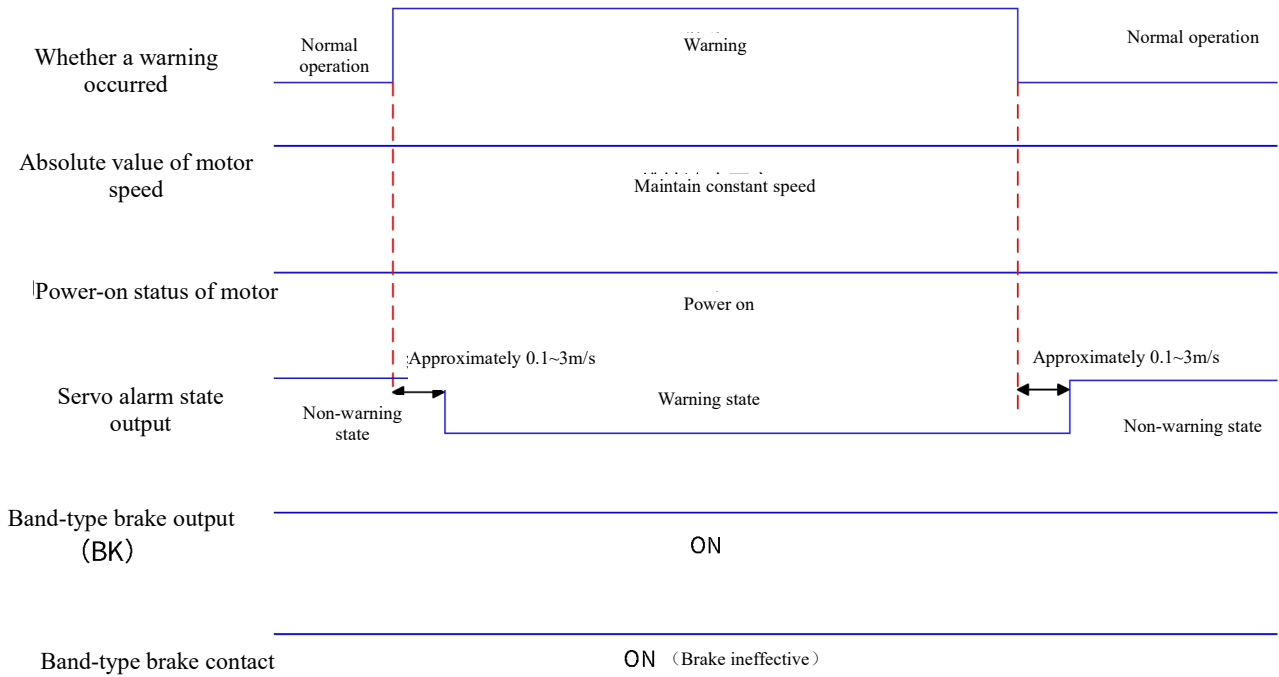 Whether a warning
occurred
Normal
operation
Warning
Normal operation
Absolute value of motor
speed
Maintain constant speed
Power-on status of motor
Power on
Approximately 0.1~3m/s
Approximately 0.1~3m/s
Servo alarm state
output
Non-warning
state
Warning state
Non-warning state
Band-type brake output
（BK）
ON
Band-type brake contact
ON （Brake ineffective）